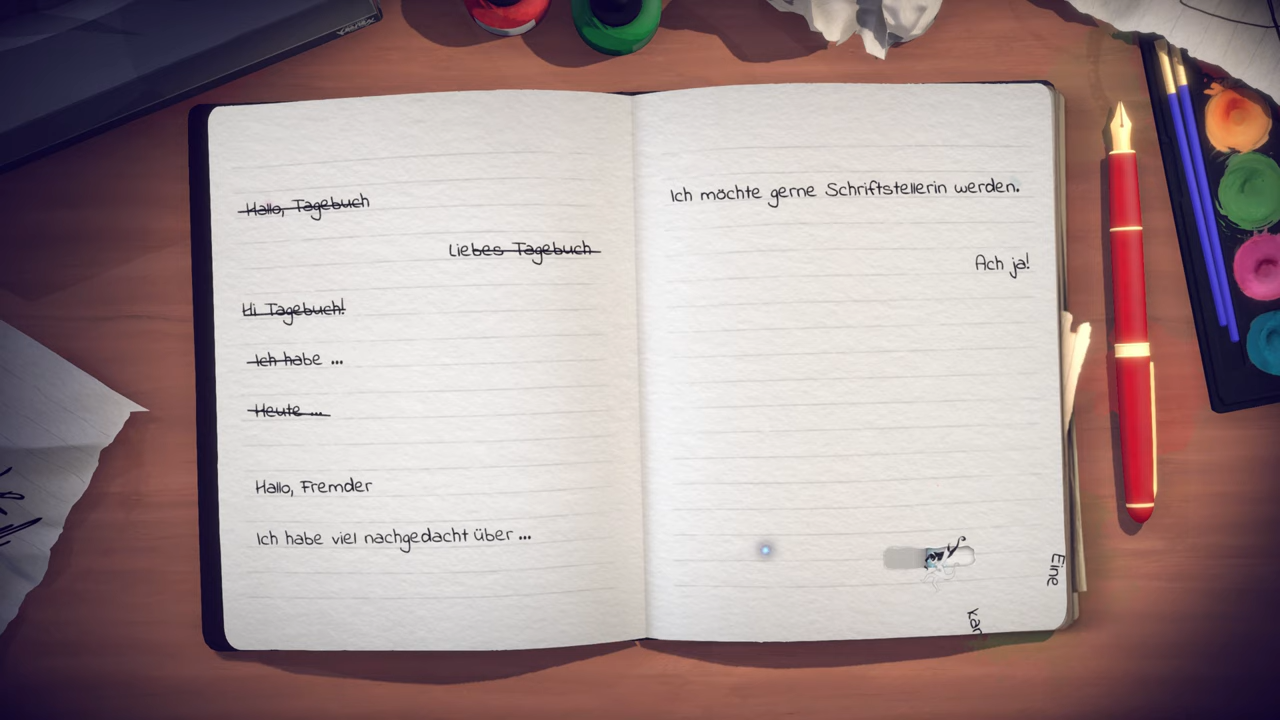 Hallo, Tagebuch
Liebes Tagebuch
Hi Tagebuch!
Ich habe ...
Heute ...
Hallo, Fremder
Ich habe viel nachgedacht über ...
Ich möchte gerne Schriftstellerin werden.
Ach ja!
Eine